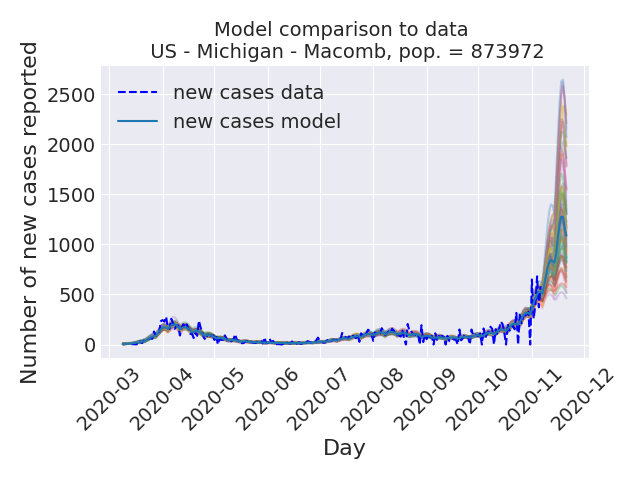 Model comparison to data
US - Michigan - Macomb, pop. = 873972
Number of new cases reported
2500
2000
1500
1000
500
0
new cases data
new cases model
2020-03
2020-04
2020-05
2020-06
2020-07
2020-08
2020-09
2020-10
2020-11
2020-12
Day